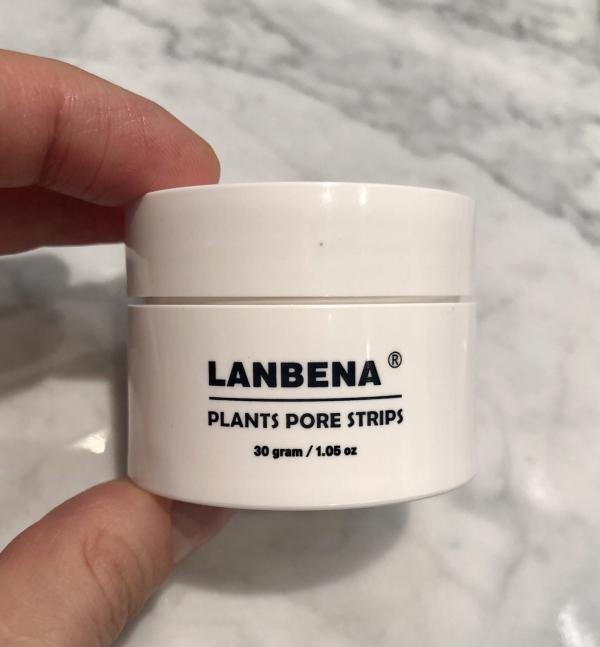 LANBENA ®
PLANTS PORE STRIPS
30 gram / 1.05 oz